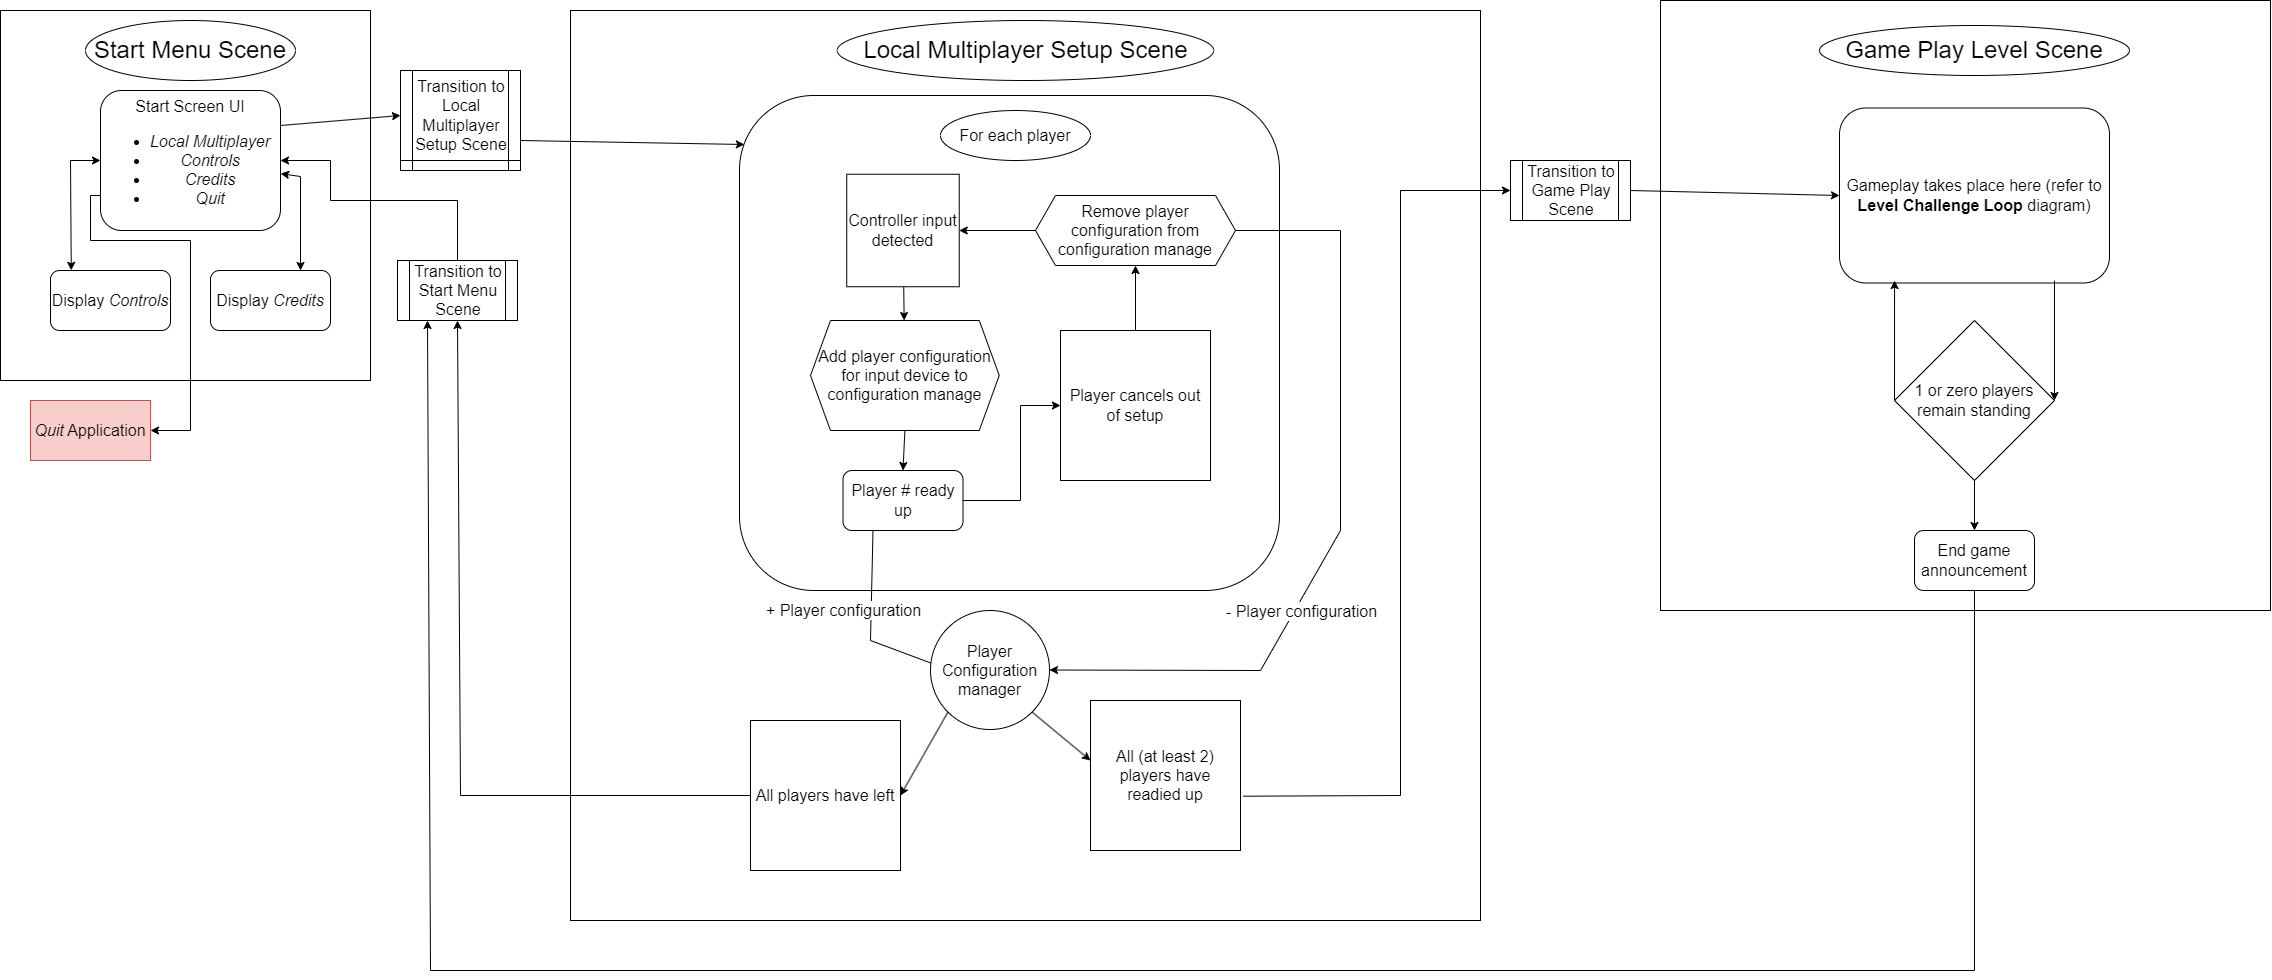 Start Menu Scene
Start Screen UI
• Local Multiplayer
• Controls
• Credits
• Quit
Display Controls
Display Credits
Quit Application
Transition to
Local
Multiplayer
Setup Scene
Transition to
Start Menu
Scene
Local Multiplayer Setup Scene
For each player
Controller input
detected
Remove player
configuration from
configuration manage
Add player configuration
for input device to
configuration manage
Player cancels out
of setup
Player # ready
up
+ Player configuration
- Player configuration
Player
Configuration
manager
All players have left
All (at least 2)
players have
readied up
Transition to
Game Play
Scene
Game Play Level Scene
Gameplay takes place here (refer to
Level Challenge Loop diagram)
1 or zero players
remain standing
End game
announcement